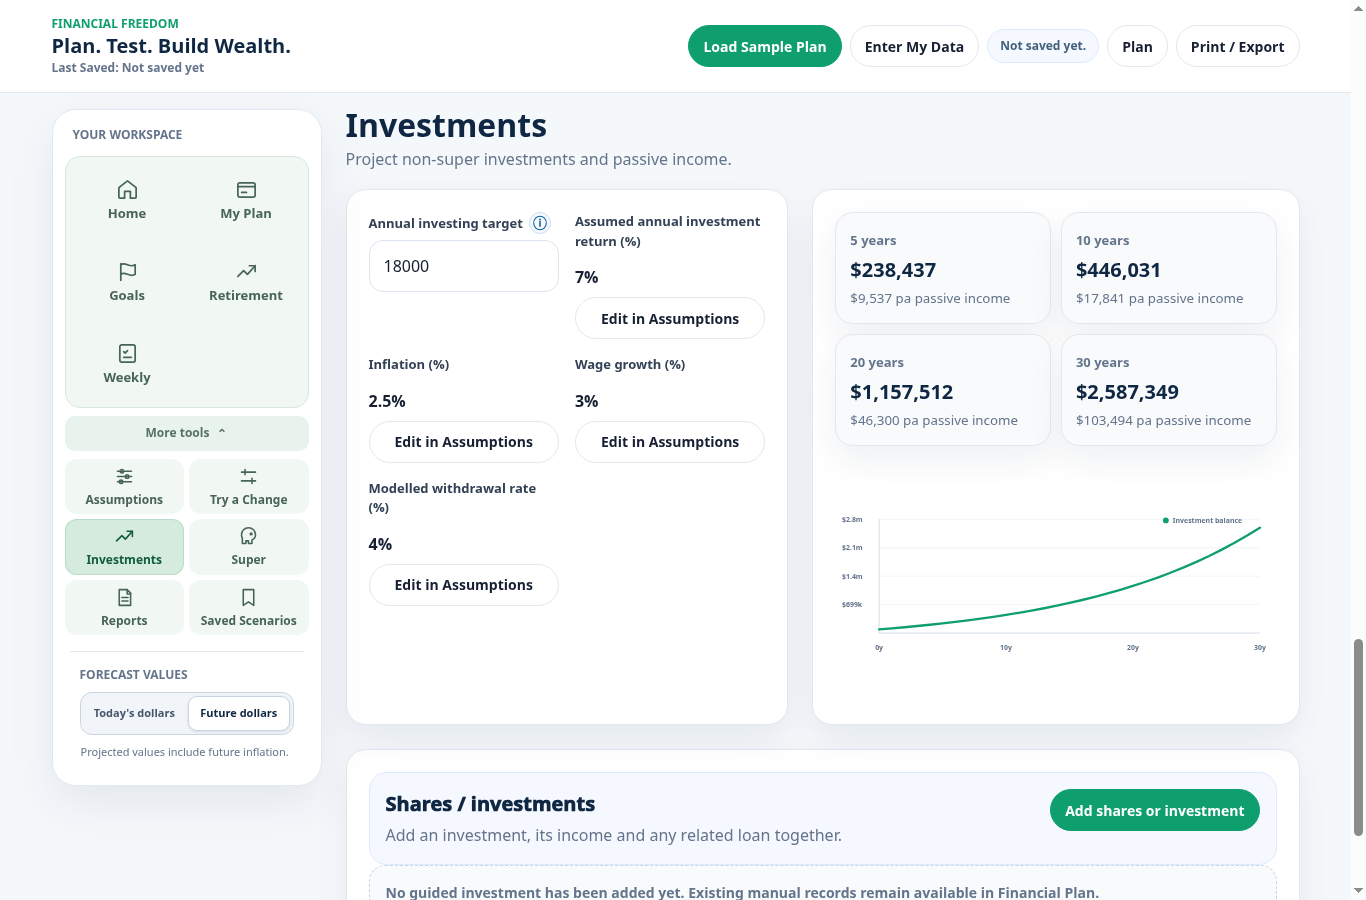 FINANCIAL FREEDOM
Plan. Test. Build Wealth.
Last Saved: Not saved yet
Load Sample Plan
Enter My Data
Not saved yet.
Plan
Print / Export
YOUR WORKSPACE
Home
My Plan
Goals
Retirement
Weekly
More tools
Assumptions
Try a Change
Investments
Super
Reports
Saved Scenarios
FORECAST VALUES
Today's dollars
Future dollars
Projected values include future inflation.
Investments
Project non-super investments and passive income.
Annual investing target
18000
Assumed annual investment
return (%)
7%
Edit in Assumptions
Inflation (%)
2.5%
Edit in Assumptions
Wage growth (%)
3%
Edit in Assumptions
Modelled withdrawal rate
(%)
4%
Edit in Assumptions
5 years
$238,437
$9,537 pa passive income
10 years
$446,031
$17,841 pa passive income
20 years
$1,157,512
$46,300 pa passive income
30 years
$2,587,349
$103,494 pa passive income
Investment balance
$2.8m
$2.1m
$1.4m
$699k
0y
10y
20y
30y
Shares / investments
Add an investment, its income and any related loan together.
Add shares or investment
No guided investment has been added yet. Existing manual records remain available in Financial Plan.